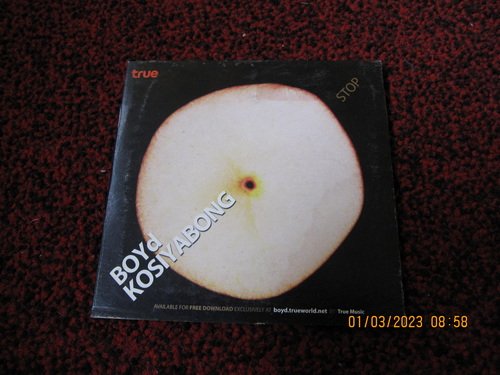 true
STOP
BOYd
KOSIYABONG
AVAILABLE FOR FREE DOWNLOAD EXCLUSIVELY AT boyd.trueworld.net BY True Music
01/03/2023 08:58